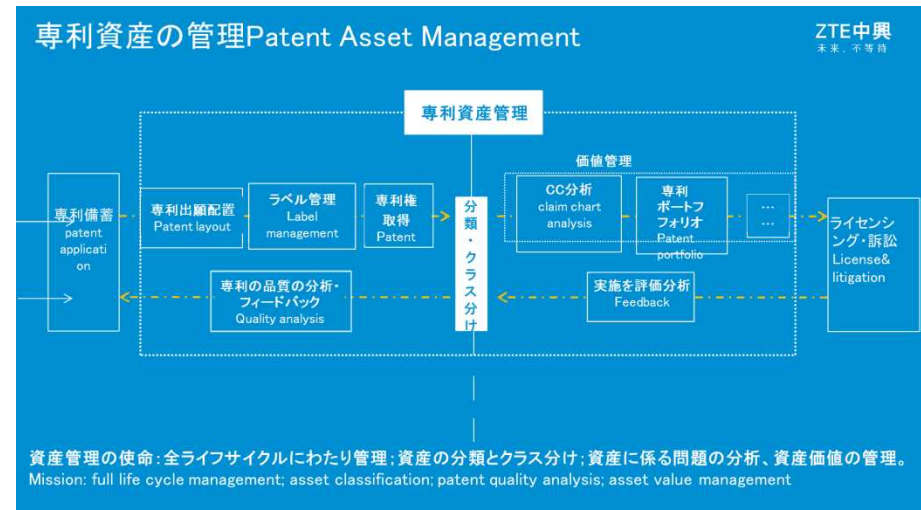 専利資産の管理Patent Asset Management
ZTE中興
未来,不等待
専利資産管理
価値管理
専利備蓄
patent
applicati
on
専利出願配置
Patent layout
ラベル管理
Label
management
専利権
取得
Patent
分類・クラス分け
CC分析
claim chart
analysis
専利
ポートフ
フォリオ
Patent
portfolio
...
...
ライセンシ
ング・訴訟
License&
litigation
専利の品質の分析・
フィードバック
Quality analysis
実施を評価分析
Feedback
資産管理の使命:全ライフサイクルにわたり管理;資産の分類とクラス分け;資産に係る問題の分析、資産価値の管理。
Mission: full life cycle management; asset classification; patent quality analysis; asset value management